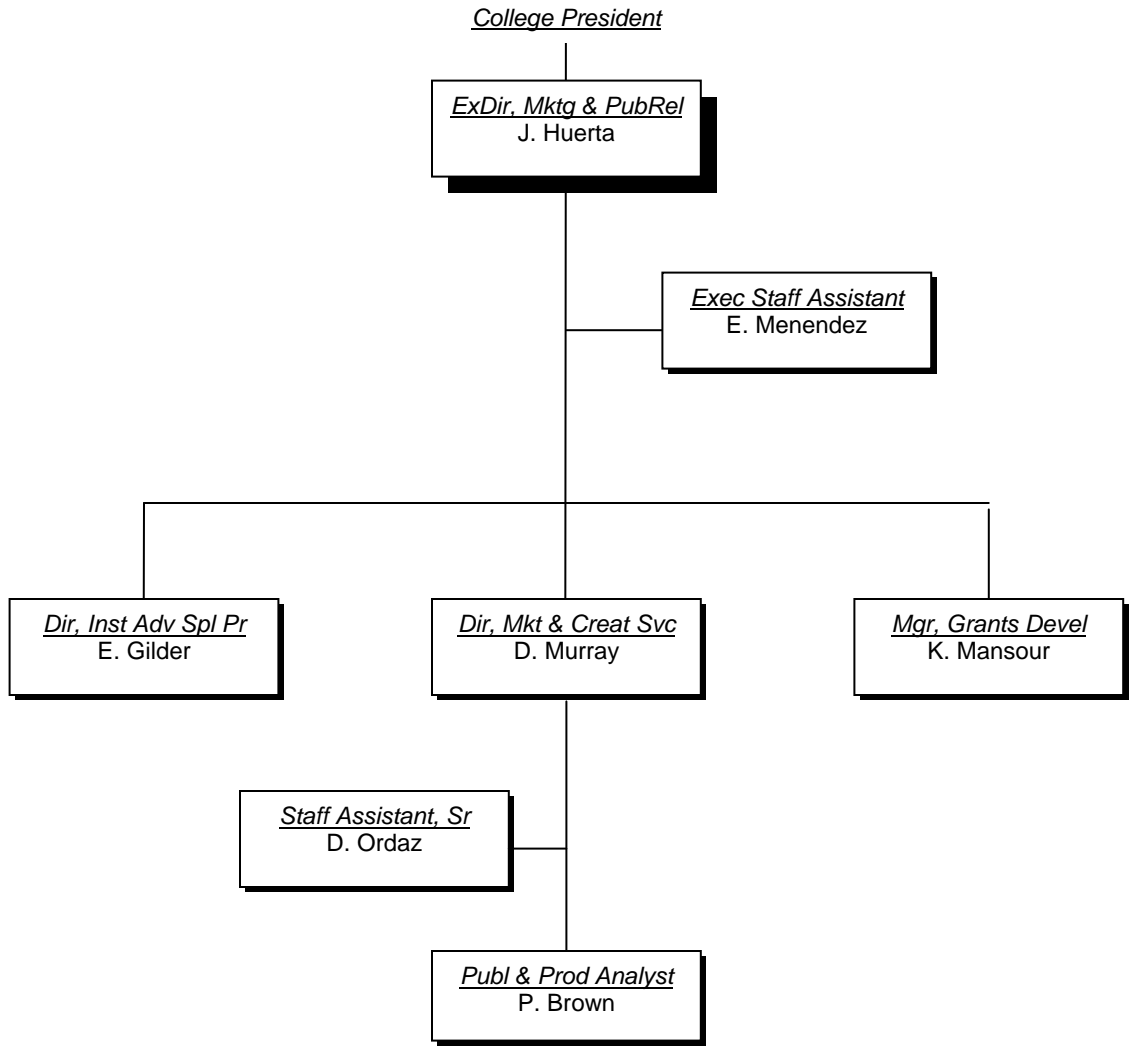 College President
ExDir, Mktg & PubRel
J. Huerta
Exec Staff Assistant
E. Menendez
Dir, Inst Adv Spl Pr
E. Gilder
Dir, Mkt & Creat Svc
D. Murray
Mgr, Grants Devel
K. Mansour
Staff Assistant, Sr
D. Ordaz
Publ & Prod Analyst
P. Brown